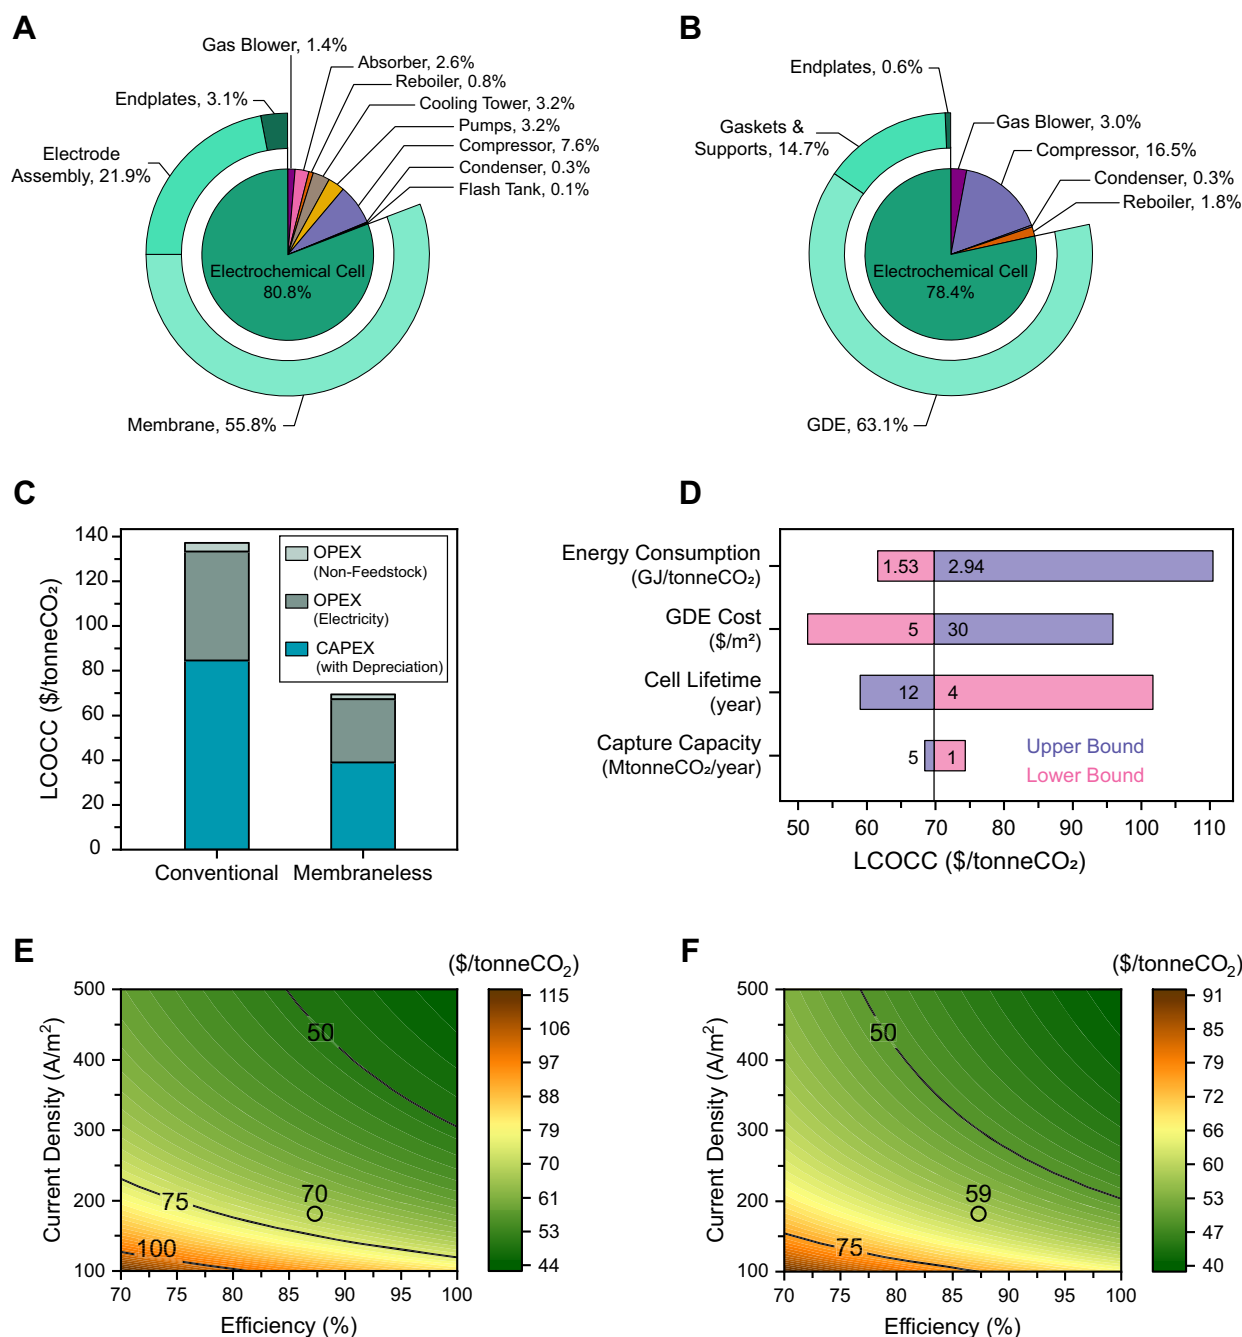 A
Gas Blower, 1.4%
Absorber, 2.6%
Reboiler, 0.8%
Cooling Tower, 3.2%
Pumps, 3.2%
Compressor, 7.6%
Condenser, 0.3%
Flash Tank, 0.1%
Endplates, 3.1%
Electrode
Assembly, 21.9%
Electrochemical Cell
80.8%
Membrane, 55.8%
B
Endplates, 0.6%
Gas Blower, 3.0%
Compressor, 16.5%
Condenser, 0.3%
Reboiler, 1.8%
Gaskets &
Supports, 14.7%
Electrochemical Cell
78.4%
GDE, 63.1%
C
LCOCC ($/tonneCO₂)
140
120
100
80
60
40
20
0
OPEX
(Non-Feedstock)
OPEX
(Electricity)
CAPEX
(with Depreciation)
Conventional Membraneless
D
Energy Consumption
(GJ/tonneCO₂)
1.53 2.94
GDE Cost
($/m²)
5 30
Cell Lifetime
(year)
12 4
Capture Capacity
(MtonneCO₂/year)
5 1
Upper Bound
Lower Bound
50 60 70 80 90 100 110
LCOCC ($/tonneCO₂)
E
($/tonneCO₂)
Current Density (A/m²)
500
400
300
200
100
50
75
70
100
115
106
97
88
79
70
61
53
44
70 75 80 85 90 95 100
Efficiency (%)
F
($/tonneCO₂)
Current Density (A/m²)
500
400
300
200
100
50
59
75
91
85
79
72
66
60
53
47
40
70 75 80 85 90 95 100
Efficiency (%)